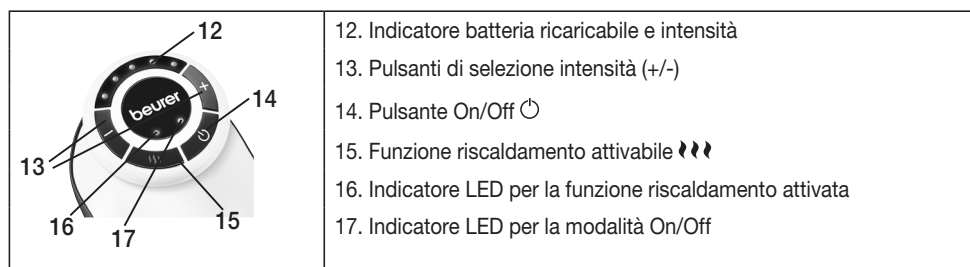 12
14
13
16
17
15
beurer
12. Indicatore batteria ricaricabile e intensità
13. Pulsanti di selezione intensità (+/-)
14. Pulsante On/Off
15. Funzione riscaldamento attivabile
16. Indicatore LED per la funzione riscaldamento attivata
17. Indicatore LED per la modalità On/Off